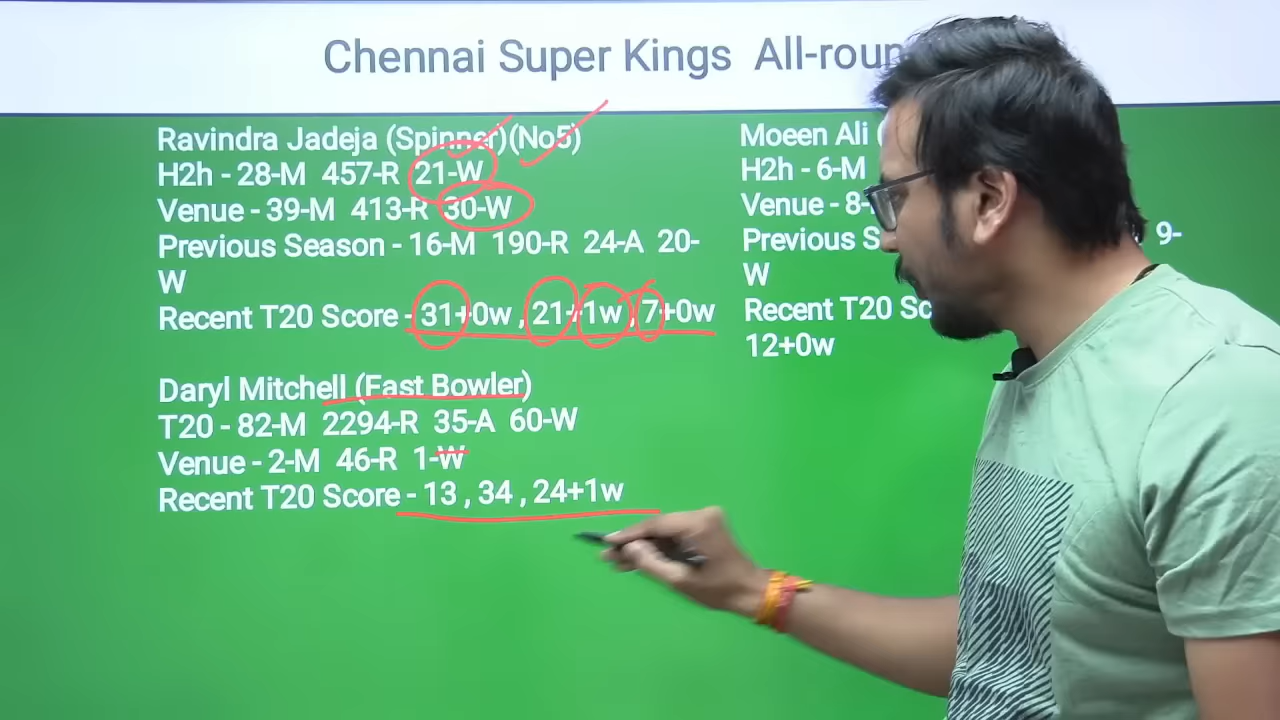 Chennai Super Kings All-roun
Ravindra Jadeja (Spinner)(No5)
H2h - 28-M 457-R 21-W
Venue - 39-M 413-R 30-W
Previous Season - 16-M 190-R 24-A 20-
W
Recent T20 Score - 31+0w , 21+1w , 7+0w
Daryl Mitchell (Fast Bowler)
T20 - 82-M 2294-R 35-A 60-W
Venue - 2-M 46-R 1-W
Recent T20 Score - 13 , 34 , 24+1w
Moeen Ali (
H2h - 6-M
Venue - 8-
Previous S 9-
W
Recent T20 Sc
12+0w